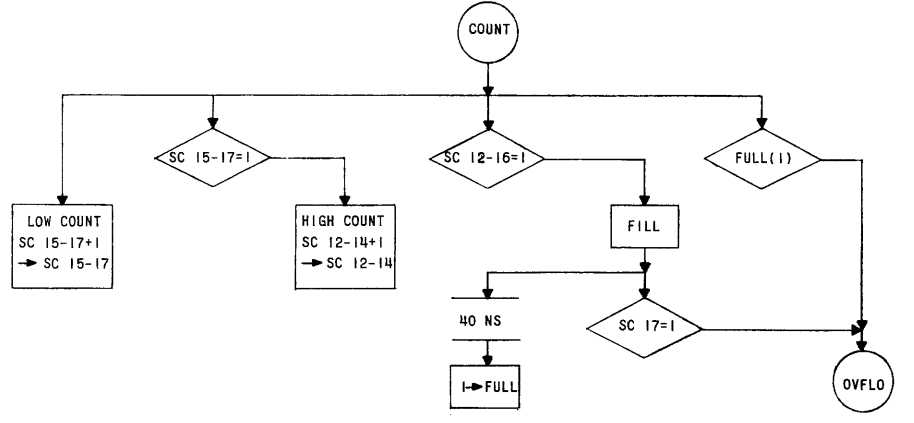 COUNT
SC 15-17=1
SC 12-16=1
FULL(1)
LOW COUNT
SC 15-17+1
→ SC 15-17
HIGH COUNT
SC 12-14+1
→ SC 12-14
FILL
40 NS
SC 17=1
1→FULL
OVFLO